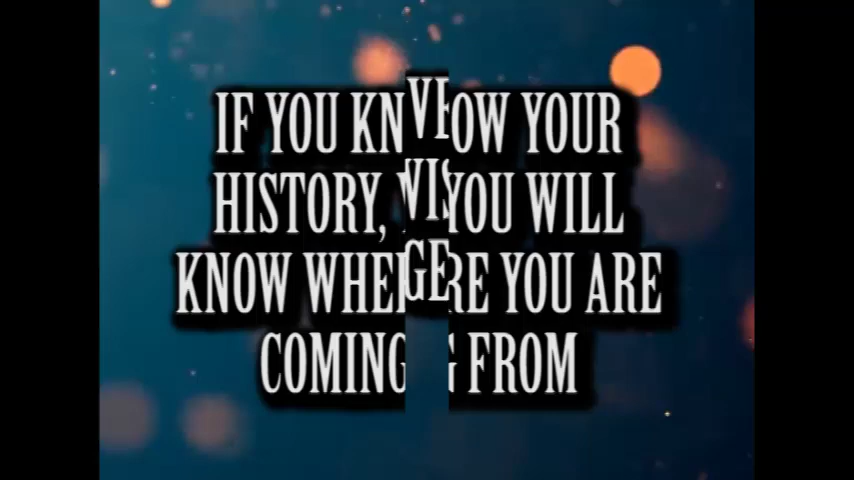 IF YOU KNOW YOUR
HISTORY, YOU WILL
KNOW WHERE YOU ARE
COMING FROM